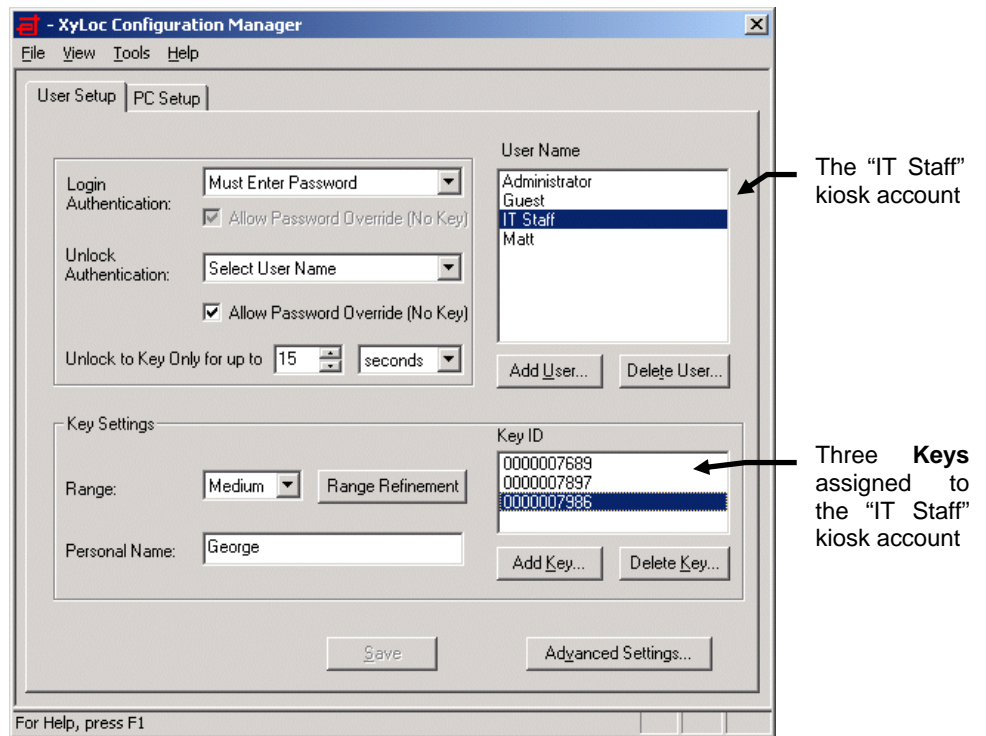 - XyLoc Configuration Manager
File View Tools Help
User Setup
PC Setup
Login
Authentication:
Must Enter Password
Allow Password Override (No Key)
Unlock
Authentication:
Select User Name
Allow Password Override (No Key)
Unlock to Key Only for up to 15 seconds
User Name
Administrator
Guest
IT Staff
Matt
Add User...
Delete User...
The “IT Staff”
kiosk account
Key Settings
Range:
Medium
Range Refinement
Personal Name:
George
Key ID
0000007689
0000007897
0000007986
Add Key...
Delete Key...
Three Keys
assigned to
the “IT Staff”
kiosk account
Save
Advanced Settings...
For Help, press F1